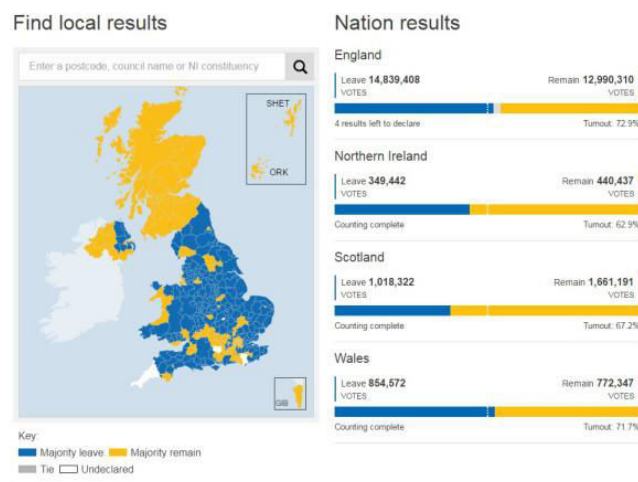 Find local results
Enter a postcode, council name or NI constituency
SHET
ORK
GIB
Key:
Majority leave Majority remain
Tie Undeclared
Nation results
England
Leave 14,839,408 Remain 12,990,310
VOTES VOTES
4 results left to declare Turnout: 72.9%
Northern Ireland
Leave 349,442 Remain 440,437
VOTES VOTES
Counting complete Turnout: 62.9%
Scotland
Leave 1,018,322 Remain 1,661,191
VOTES VOTES
Counting complete Turnout: 67.2%
Wales
Leave 854,572 Remain 772,347
VOTES VOTES
Counting complete Turnout: 71.7%